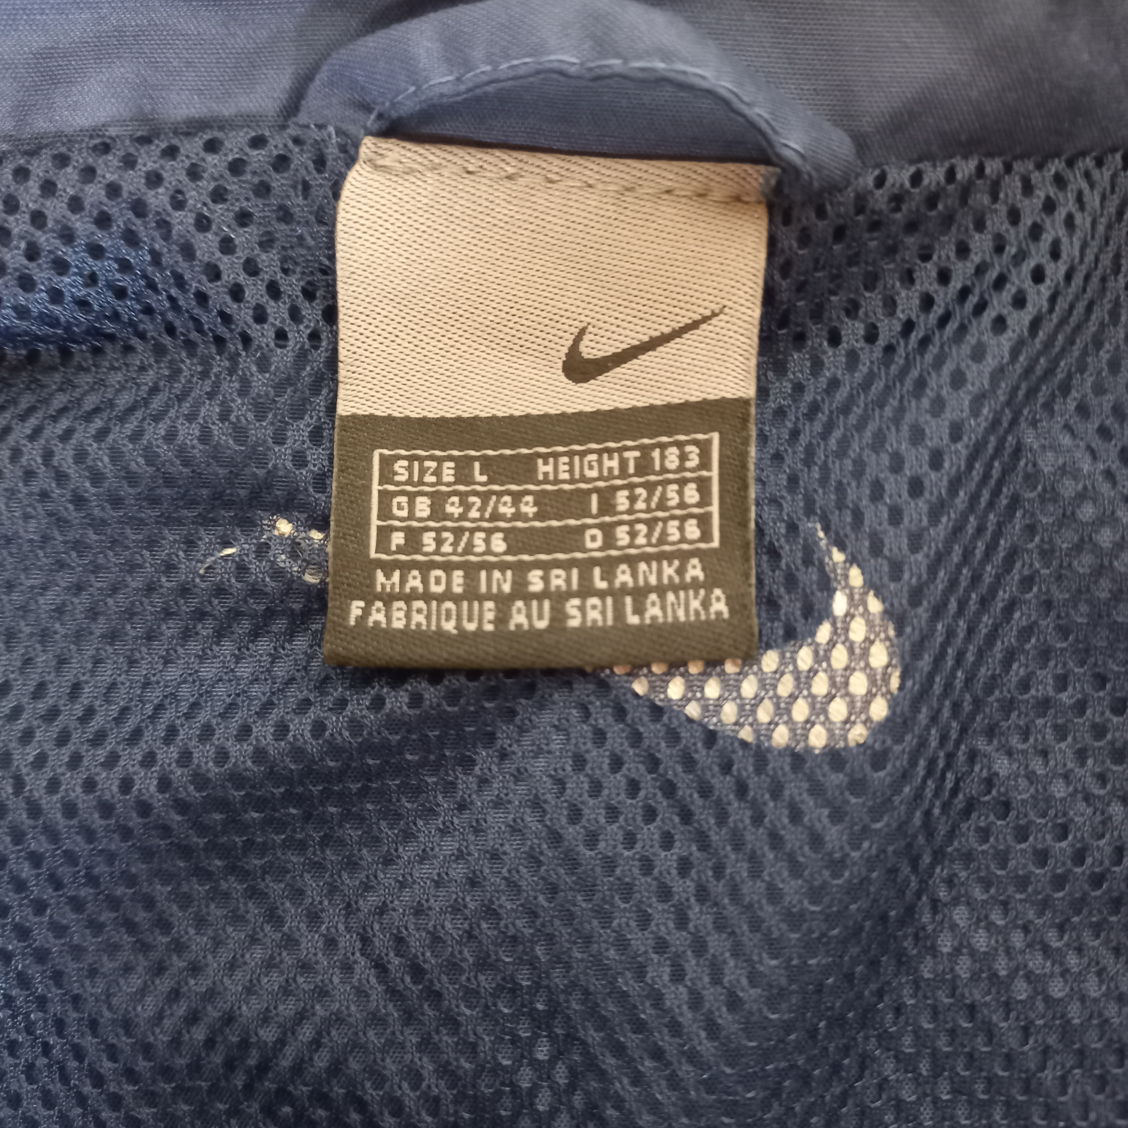 SIZE L HEIGHT 183
GB 42/44 I 52/56
F 52/56 D 52/56
MADE IN SRI LANKA
FABRIQUE AU SRI LANKA